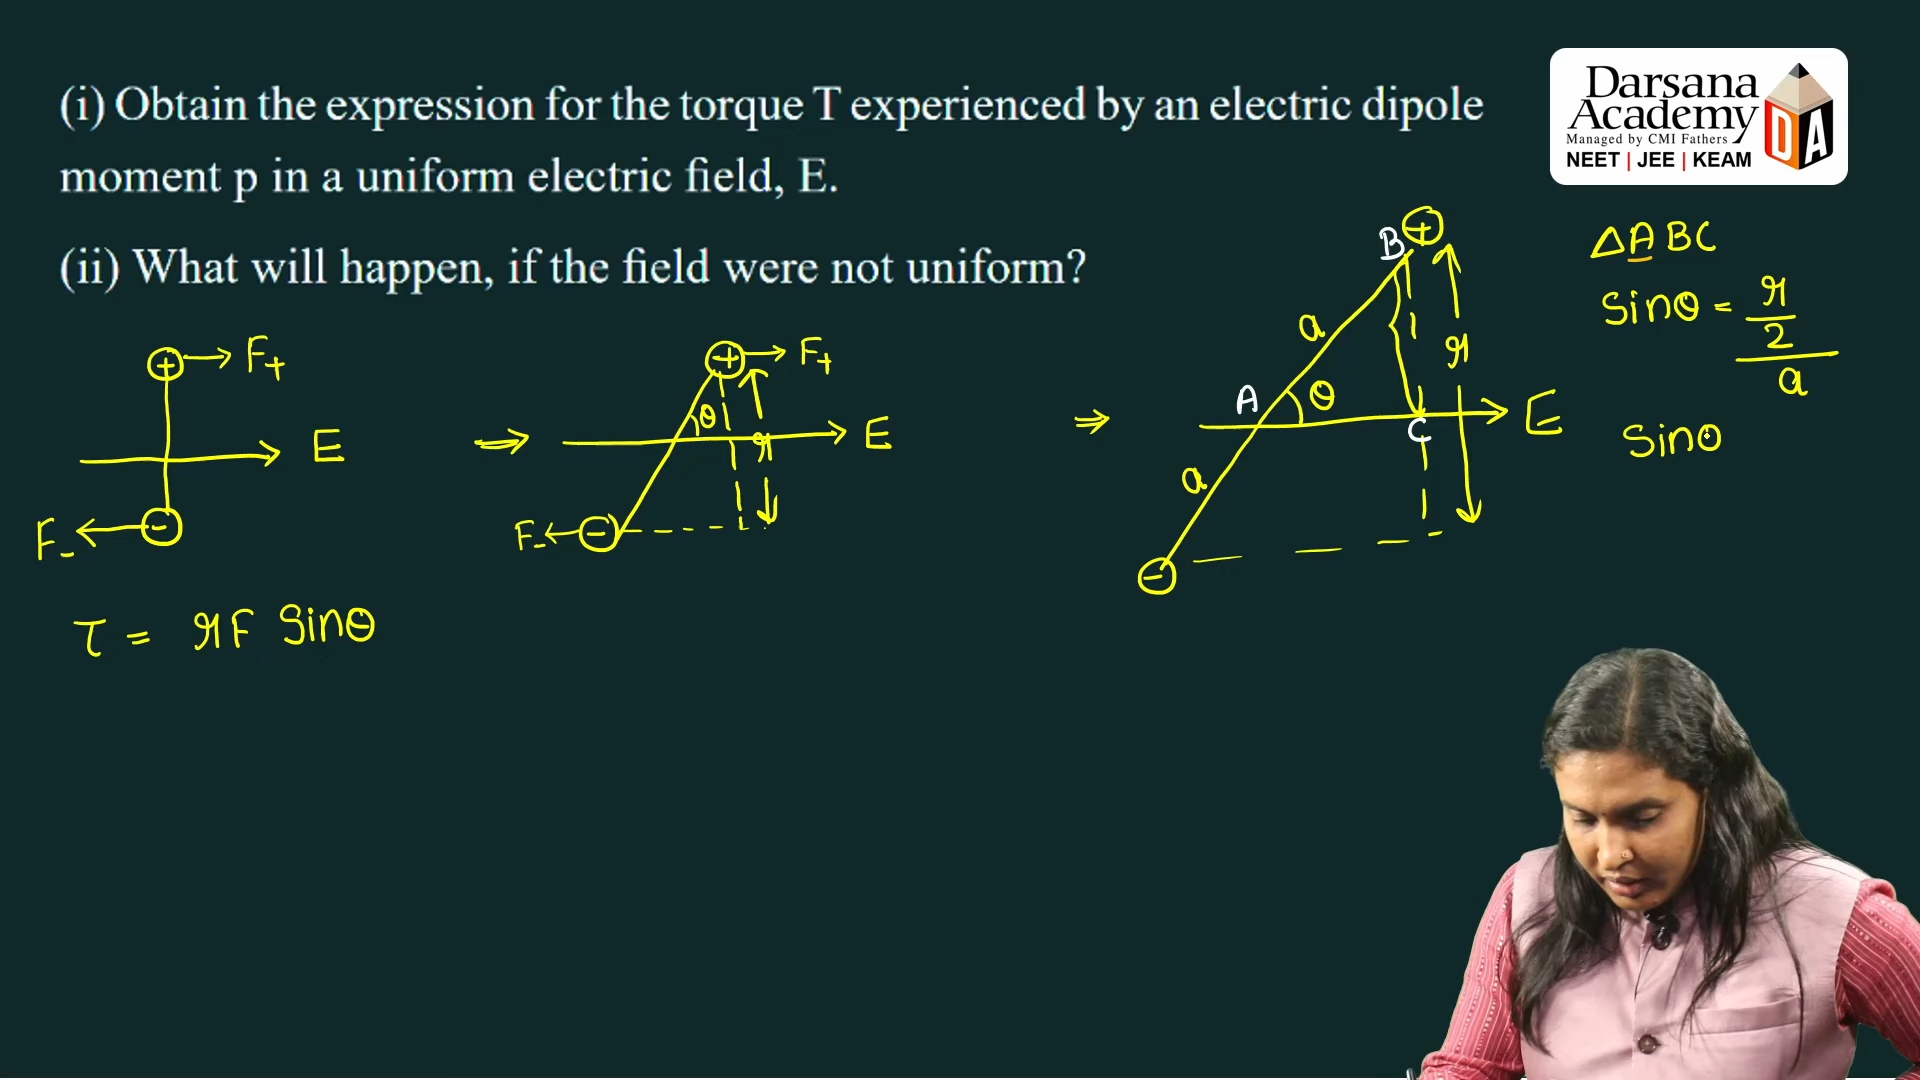 (i) Obtain the expression for the torque T experienced by an electric dipole
moment p in a uniform electric field, E.
(ii) What will happen, if the field were not uniform?
Darsana
Academy
Managed by CMI Fathers
NEET | JEE | KEAM
DA
+ → F+
E
F- ← -
τ = rF Sinθ
⇒
+ → F+
θ
r
E
F- ← -
⇒
B +
a
r
A θ
C
E
a
-
△ABC
Sinθ = r/2 / a
Sinθ